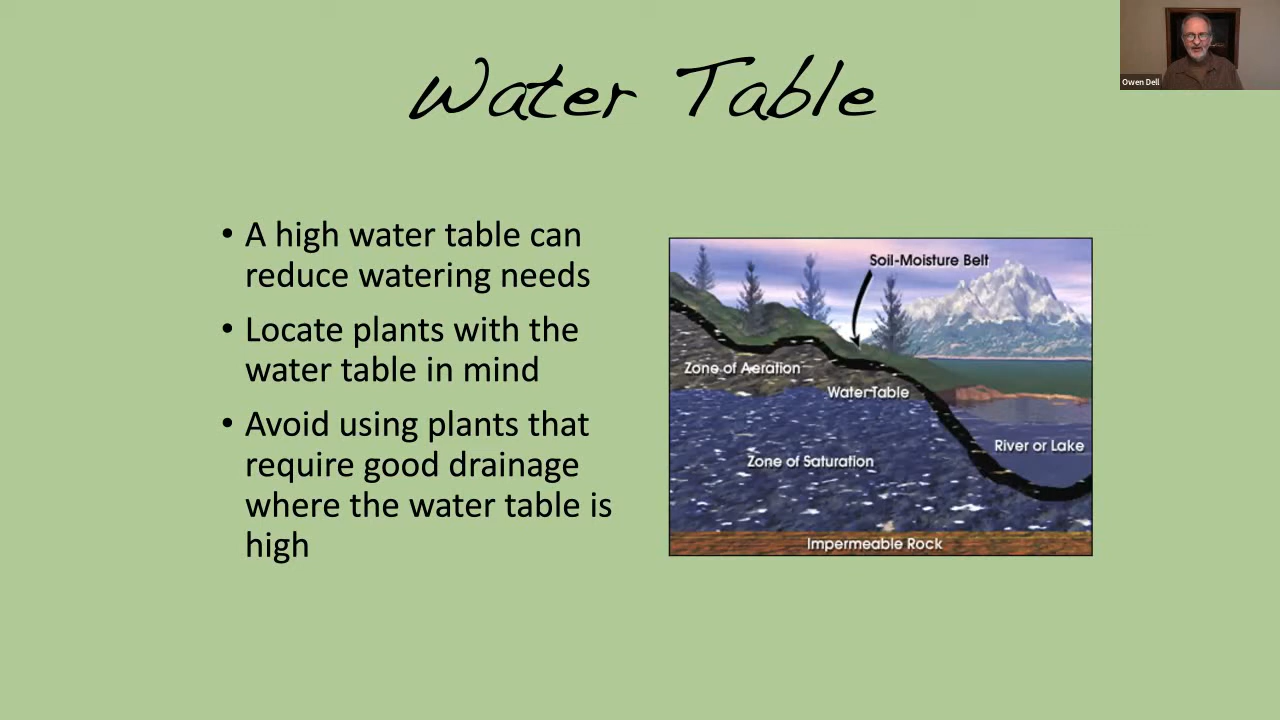 Water Table
Owen Dell
• A high water table can
reduce watering needs
• Locate plants with the
water table in mind
• Avoid using plants that
require good drainage
where the water table is
high
Soil-Moisture Belt
Zone of Aeration
Water Table
River or Lake
Zone of Saturation
Impermeable Rock